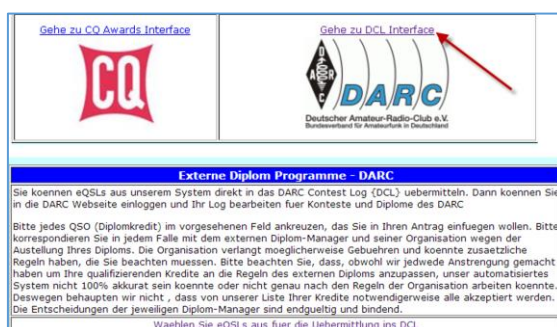 Gehe zu CQ Awards Interface
Gehe zu DCL Interface
CQ
DARC
DARC
Deutscher Amateur-Radio-Club e.V.
Bundesverband für Amateurfunk in Deutschland
Externe Diplom Programme - DARC
Sie koennen eQSLs aus unserem System direkt in das DARC Contest Log {DCL} uebermitteln. Dann koennen Sie
in die DARC Webseite einloggen und Ihr Log bearbeiten fuer Konteste und Diplome des DARC
Bitte jedes QSO (Diplomkredit) im vorgesehenen Feld ankreuzen, das Sie in Ihren Antrag einfuegen wollen. Bitte
korrespondieren Sie in jedem Falle mit dem externen Diplom-Manager und seiner Organisation wegen der
Austellung Ihres Diploms. Die Organisation verlangt moeglicherweise Gebuehren und koennte zusaetzliche
Regeln haben, die Sie beachten muessen. Bitte beachten Sie, dass, obwohl wir jedwede Anstrengung gemacht
haben um Ihre qualifizierenden Kredite an die Regeln des externen Diploms anzupassen, unser automatisiertes
System nicht 100% akkurat sein koennte oder nicht genau nach den Regeln der Organisation arbeiten koennte.
Deswegen behaupten wir nicht , dass von unserer Liste Ihrer Kredite notwendigerweise alle akzeptiert werden.
Die Entscheidungen der jeweiligen Diplom-Manager sind endgueltig und bindend.
Waehlen Sie eQSLs aus fuer die Uebermittlung ins DCL